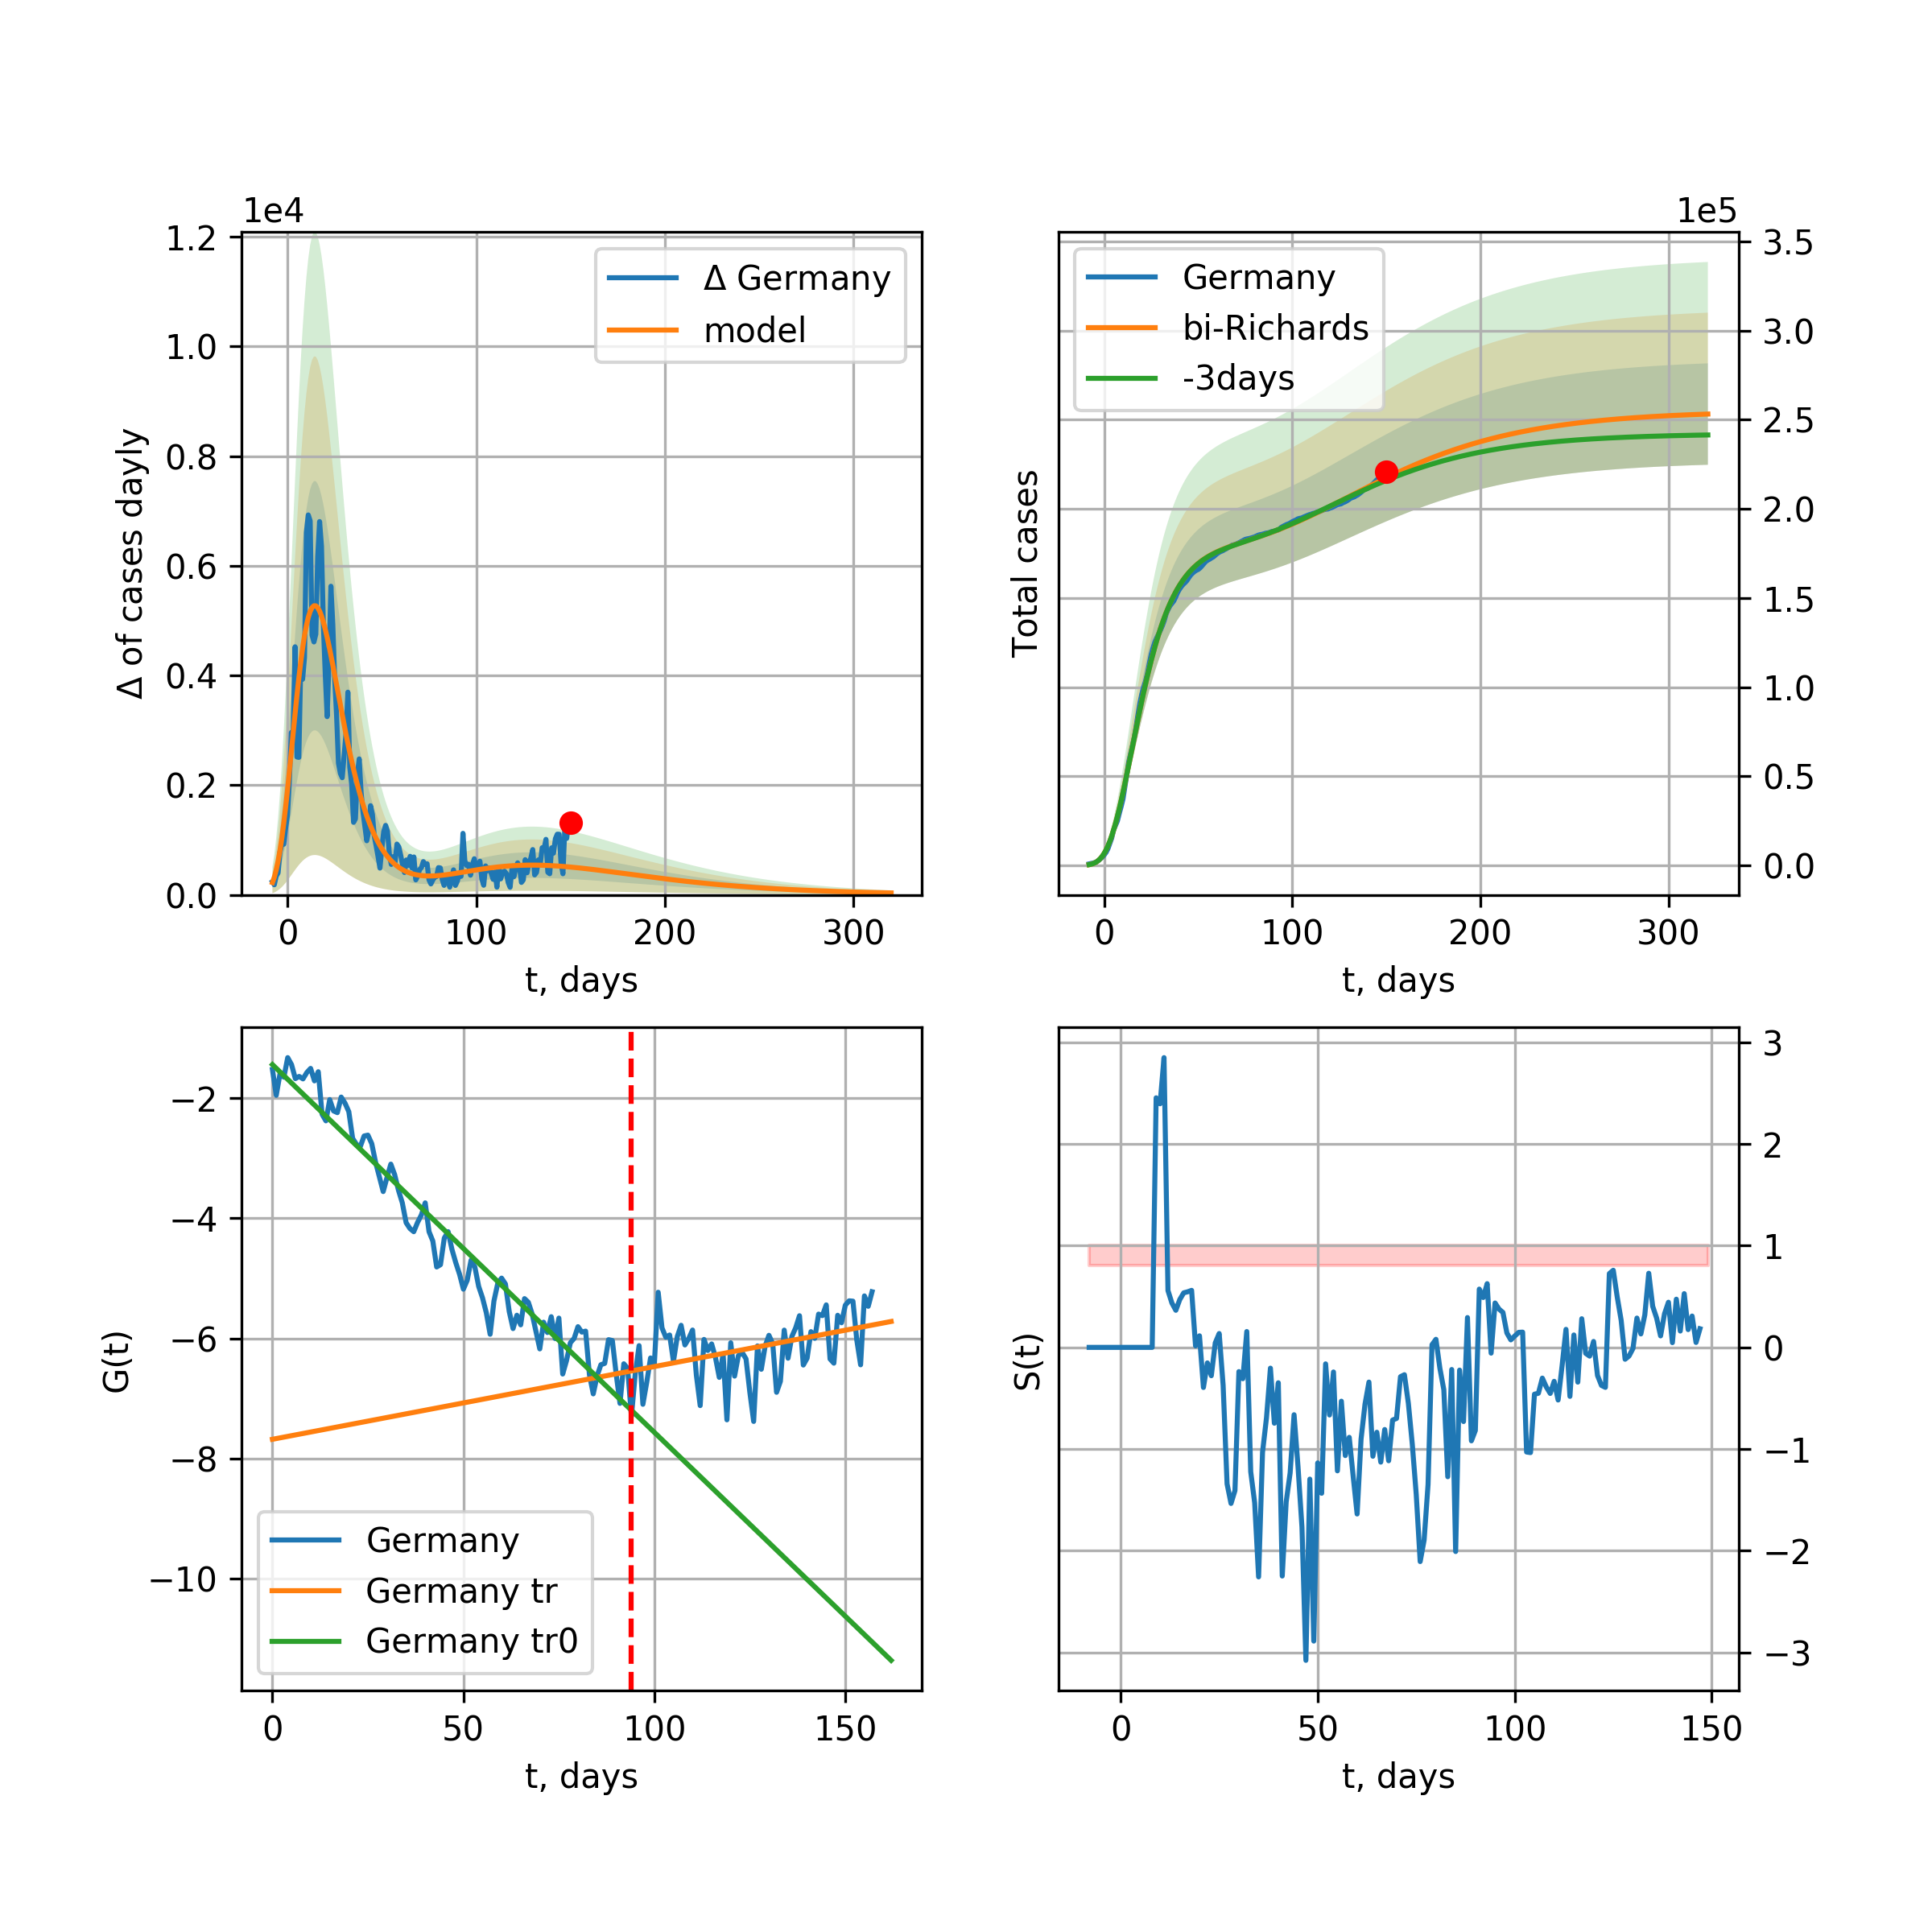 1e4
1.2
1.0
0.8
0.6
0.4
0.2
0.0
Δ of cases dayly
Δ Germany
model
0
100
200
300
t, days
1e5
3.5
3.0
2.5
2.0
1.5
1.0
0.5
0.0
Total cases
Germany
bi-Richards
-3days
0
100
200
300
t, days
−2
−4
−6
−8
−10
G(t)
Germany
Germany tr
Germany tr0
0
50
100
150
t, days
3
2
1
0
−1
−2
−3
S(t)
0
50
100
150
t, days